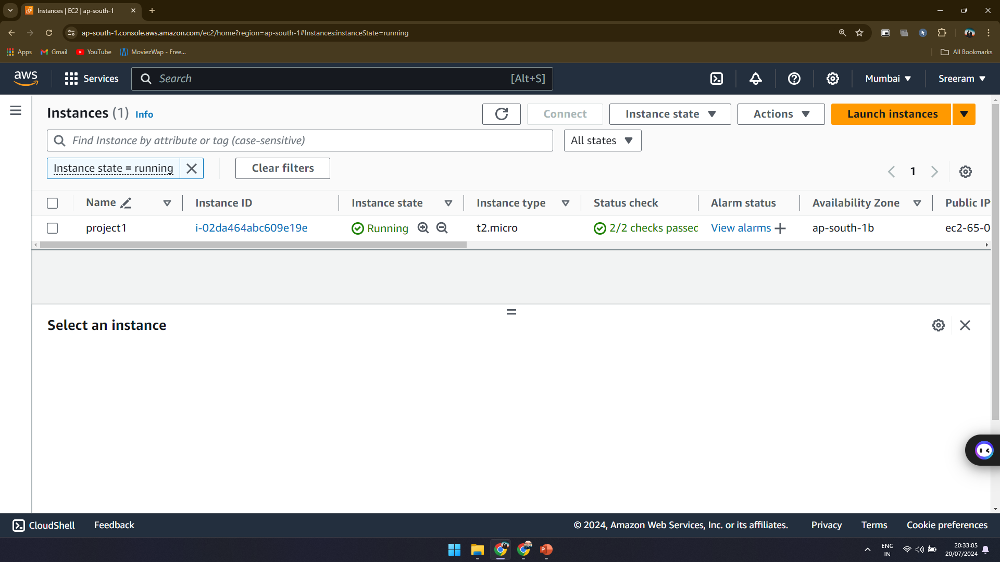 Instances | EC2 | ap-south-1
ap-south-1.console.aws.amazon.com/ec2/home?region=ap-south-1#Instances:instanceState=running
Apps Gmail YouTube MoviezWap - Free... All Bookmarks
aws Services Search [Alt+S] Mumbai Sreeram
Instances (1) Info Connect Instance state Actions Launch instances
Find Instance by attribute or tag (case-sensitive) All states
Instance state = running Clear filters 1
Name Instance ID Instance state Instance type Status check Alarm status Availability Zone Public IP
project1 i-02da464abc609e19e Running t2.micro 2/2 checks passec View alarms ap-south-1b ec2-65-0
Select an instance
CloudShell Feedback © 2024, Amazon Web Services, Inc. or its affiliates. Privacy Terms Cookie preferences
ENG 20:33:05
IN 20/07/2024